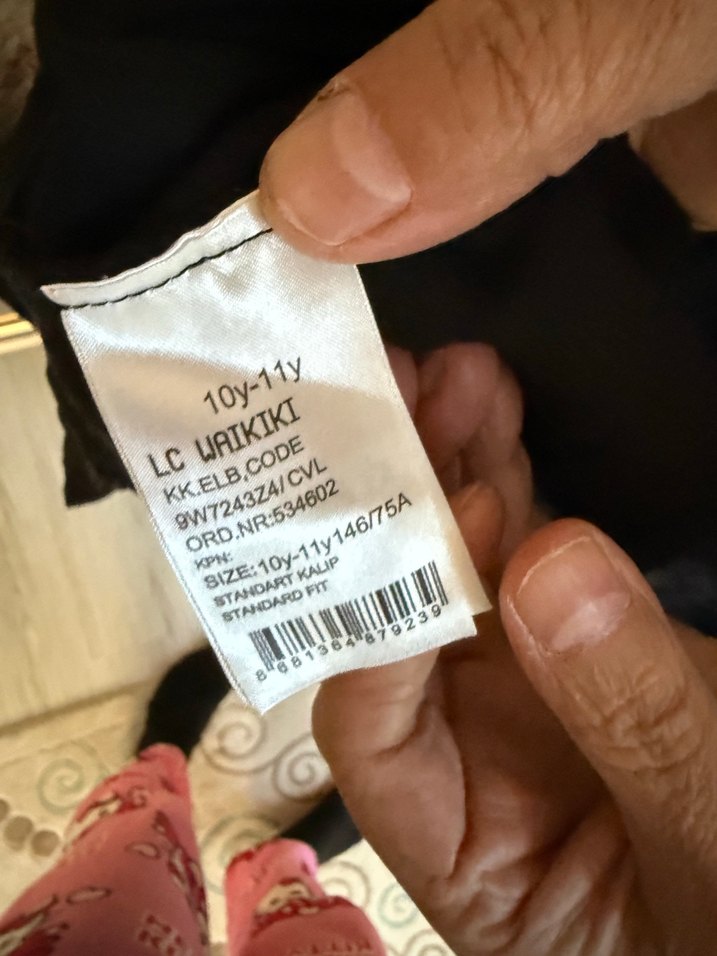 10y-11y
LC WAIKIKI
KK.ELB,CODE
9W7243Z4/CVL
ORD.NR:534602
KPN:
SIZE:10y-11y146/75A
STANDART KALIP
STANDARD FIT
8681364879239